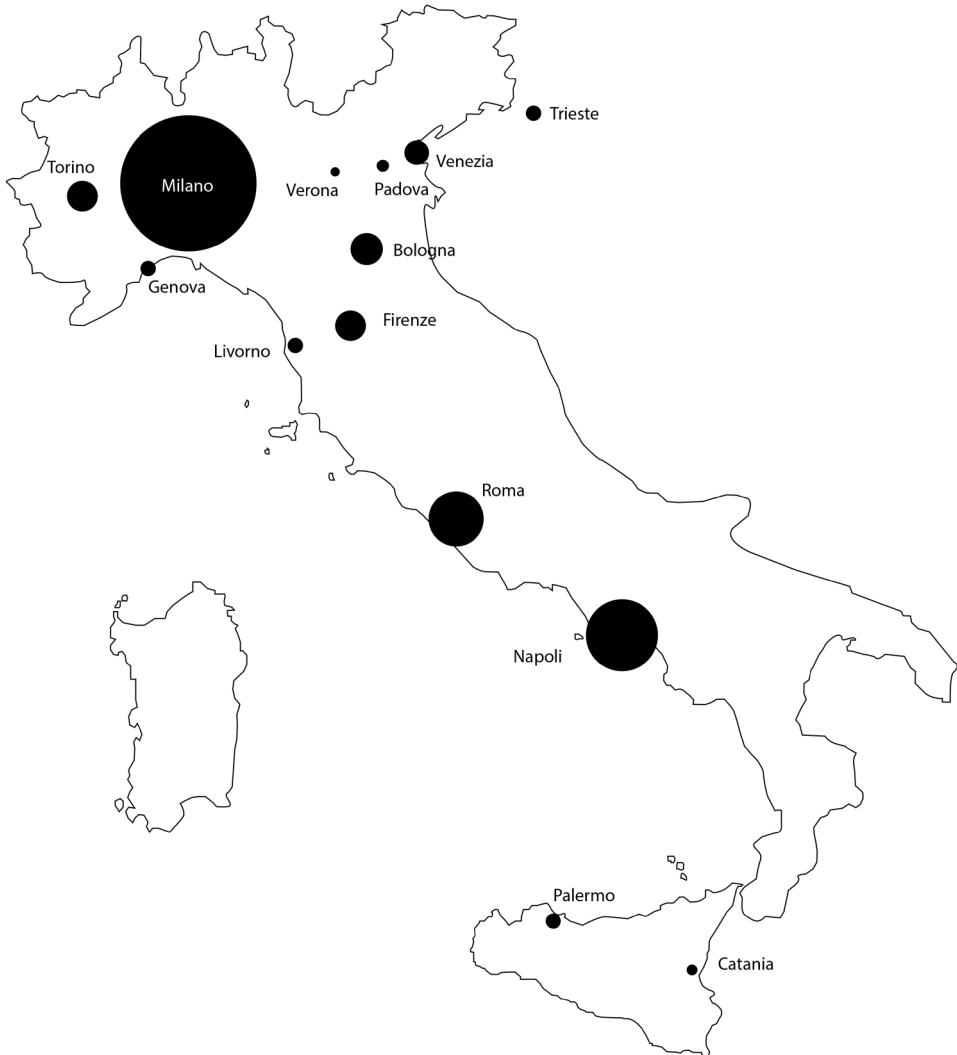 Trieste
Torino
Venezia
Milano
Verona
Padova
Bologna
Genova
Firenze
Livorno
Roma
Napoli
Palermo
Catania